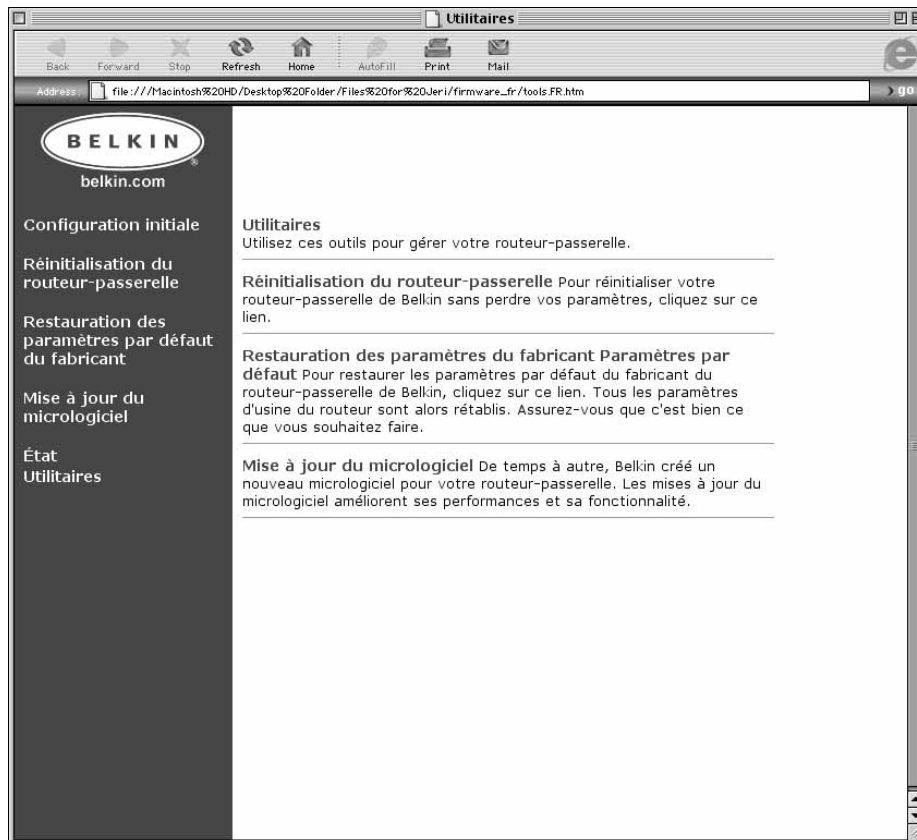 Utilitaires
Back Forward Stop Refresh Home AutoFill Print Mail
Address: file:///Macintosh%20HD/Desktop%20Folder/Files%20for%20Jeri/firmware_fr/tools.FR.htm go
BELKIN
®
belkin.com
Configuration initiale
Réinitialisation du
routeur-passerelle
Restauration des
paramètres par défaut
du fabricant
Mise à jour du
micrologiciel
État
Utilitaires
Utilitaires
Utilisez ces outils pour gérer votre routeur-passerelle.
Réinitialisation du routeur-passerelle Pour réinitialiser votre
routeur-passerelle de Belkin sans perdre vos paramètres, cliquez sur ce
lien.
Restauration des paramètres du fabricant Paramètres par
défaut Pour restaurer les paramètres par défaut du fabricant du
routeur-passerelle de Belkin, cliquez sur ce lien. Tous les paramètres
d'usine du routeur sont alors rétablis. Assurez-vous que c'est bien ce
que vous souhaitez faire.
Mise à jour du micrologiciel De temps à autre, Belkin créé un
nouveau micrologiciel pour votre routeur-passerelle. Les mises à jour du
micrologiciel améliorent ses performances et sa fonctionnalité.